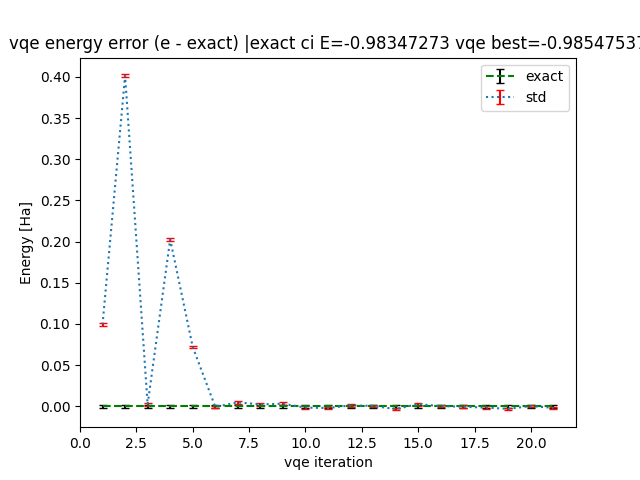 vqe energy error (e - exact) |exact ci E=-0.98347273 vqe best=-0.98547537
exact
std
0.40
0.35
0.30
0.25
0.20
0.15
0.10
0.05
0.00
Energy [Ha]
0.0 2.5 5.0 7.5 10.0 12.5 15.0 17.5 20.0
vqe iteration